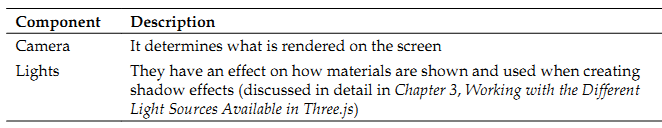 Component Description
Camera It determines what is rendered on the screen
Lights They have an effect on how materials are shown and used when creating
shadow effects (discussed in detail in Chapter 3, Working with the Different
Light Sources Available in Three.js)